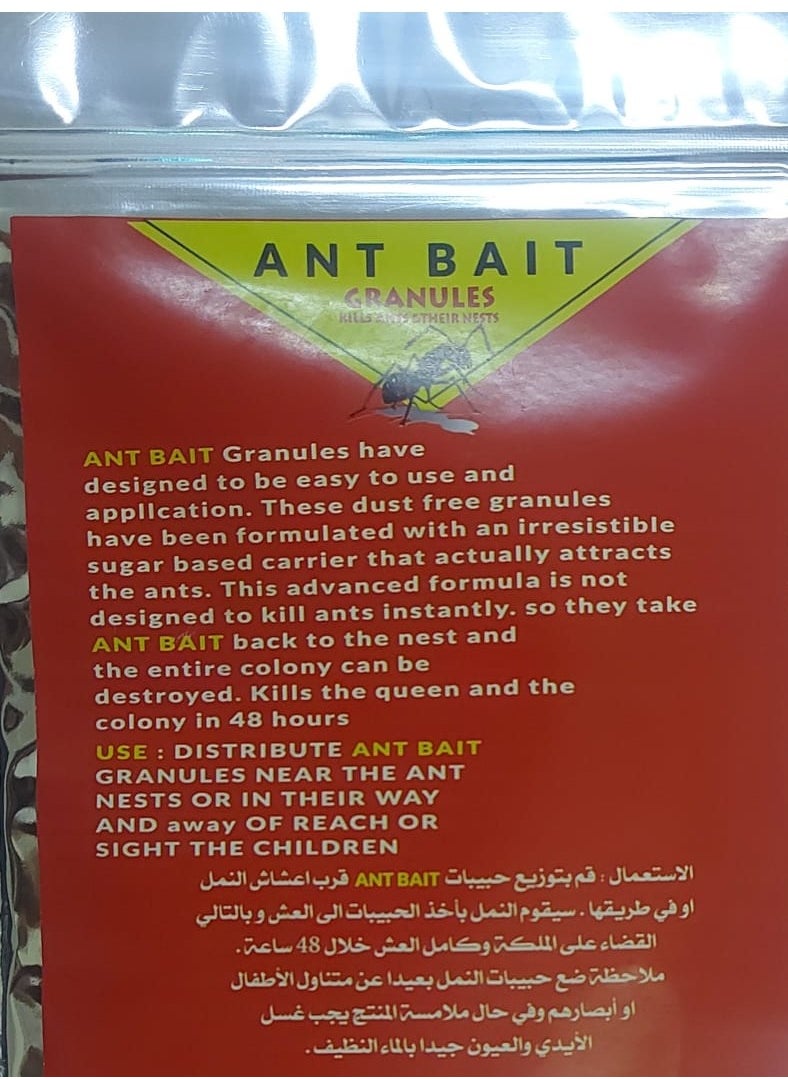 ANT BAIT
GRANULES
KILLS ANTS &THEIR NESTS
ANT BAIT Granules have
designed to be easy to use and
appllcation. These dust free granules
have been formulated with an irresistible
sugar based carrier that actually attracts
the ants. This advanced formula is not
designed to kill ants instantly. so they take
ANT BAIT back to the nest and
the entire colony can be
destroyed. Kills the queen and the
colony in 48 hours
USE : DISTRIBUTE ANT BAIT
GRANULES NEAR THE ANT
NESTS OR IN THEIR WAY
AND away OF REACH OR
SIGHT THE CHILDREN
الاستعمال : قم بتوزيع حبيبات ANT BAIT قرب اعشاش النمل
او في طريقها . سيقوم النمل بأخذ الحبيبات الى العش و بالتالي
القضاء على الملكة وكامل العش خلال 48 ساعة .
ملاحظة ضع حبيبات النمل بعيدا عن متناول الأطفال
او أبصارهم وفي حال ملامسة المنتج يجب غسل
الأيدي والعيون جيدا بالماء النظيف .